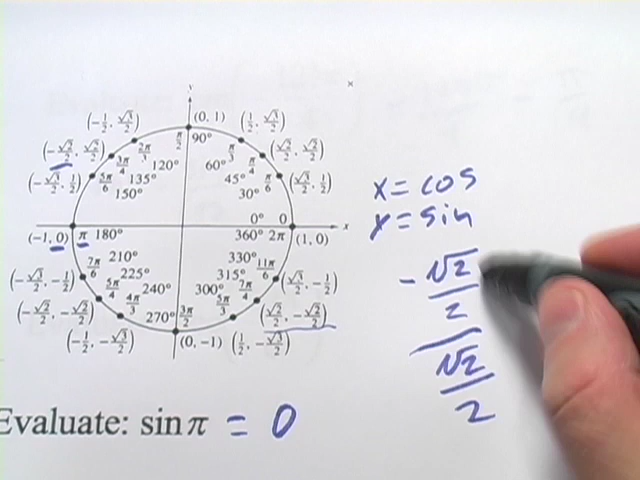 y
x
(0, 1)
(-1/2, √3/2) (1/2, √3/2)
π/2 90°
(-√2/2, √2/2) 2π/3 120° 60° π/3 (√2/2, √2/2)
3π/4 135° 45° π/4
(-√3/2, 1/2) 5π/6 150° 30° π/6 (√3/2, 1/2)
x = cos
y = sin
0° 0 x
(-1, 0) π 180° 360° 2π (1, 0)
7π/6 210° 330° 11π/6
(-√3/2, -1/2) 225° 315° (√3/2, -1/2)
5π/4 240° 300° 7π/4
(-√2/2, -√2/2) 4π/3 270° 3π/2 5π/3 (√2/2, -√2/2)
(-1/2, -√3/2) (0, -1) (1/2, -√3/2)
-√2
2
√2
2
Evaluate: sin π = 0